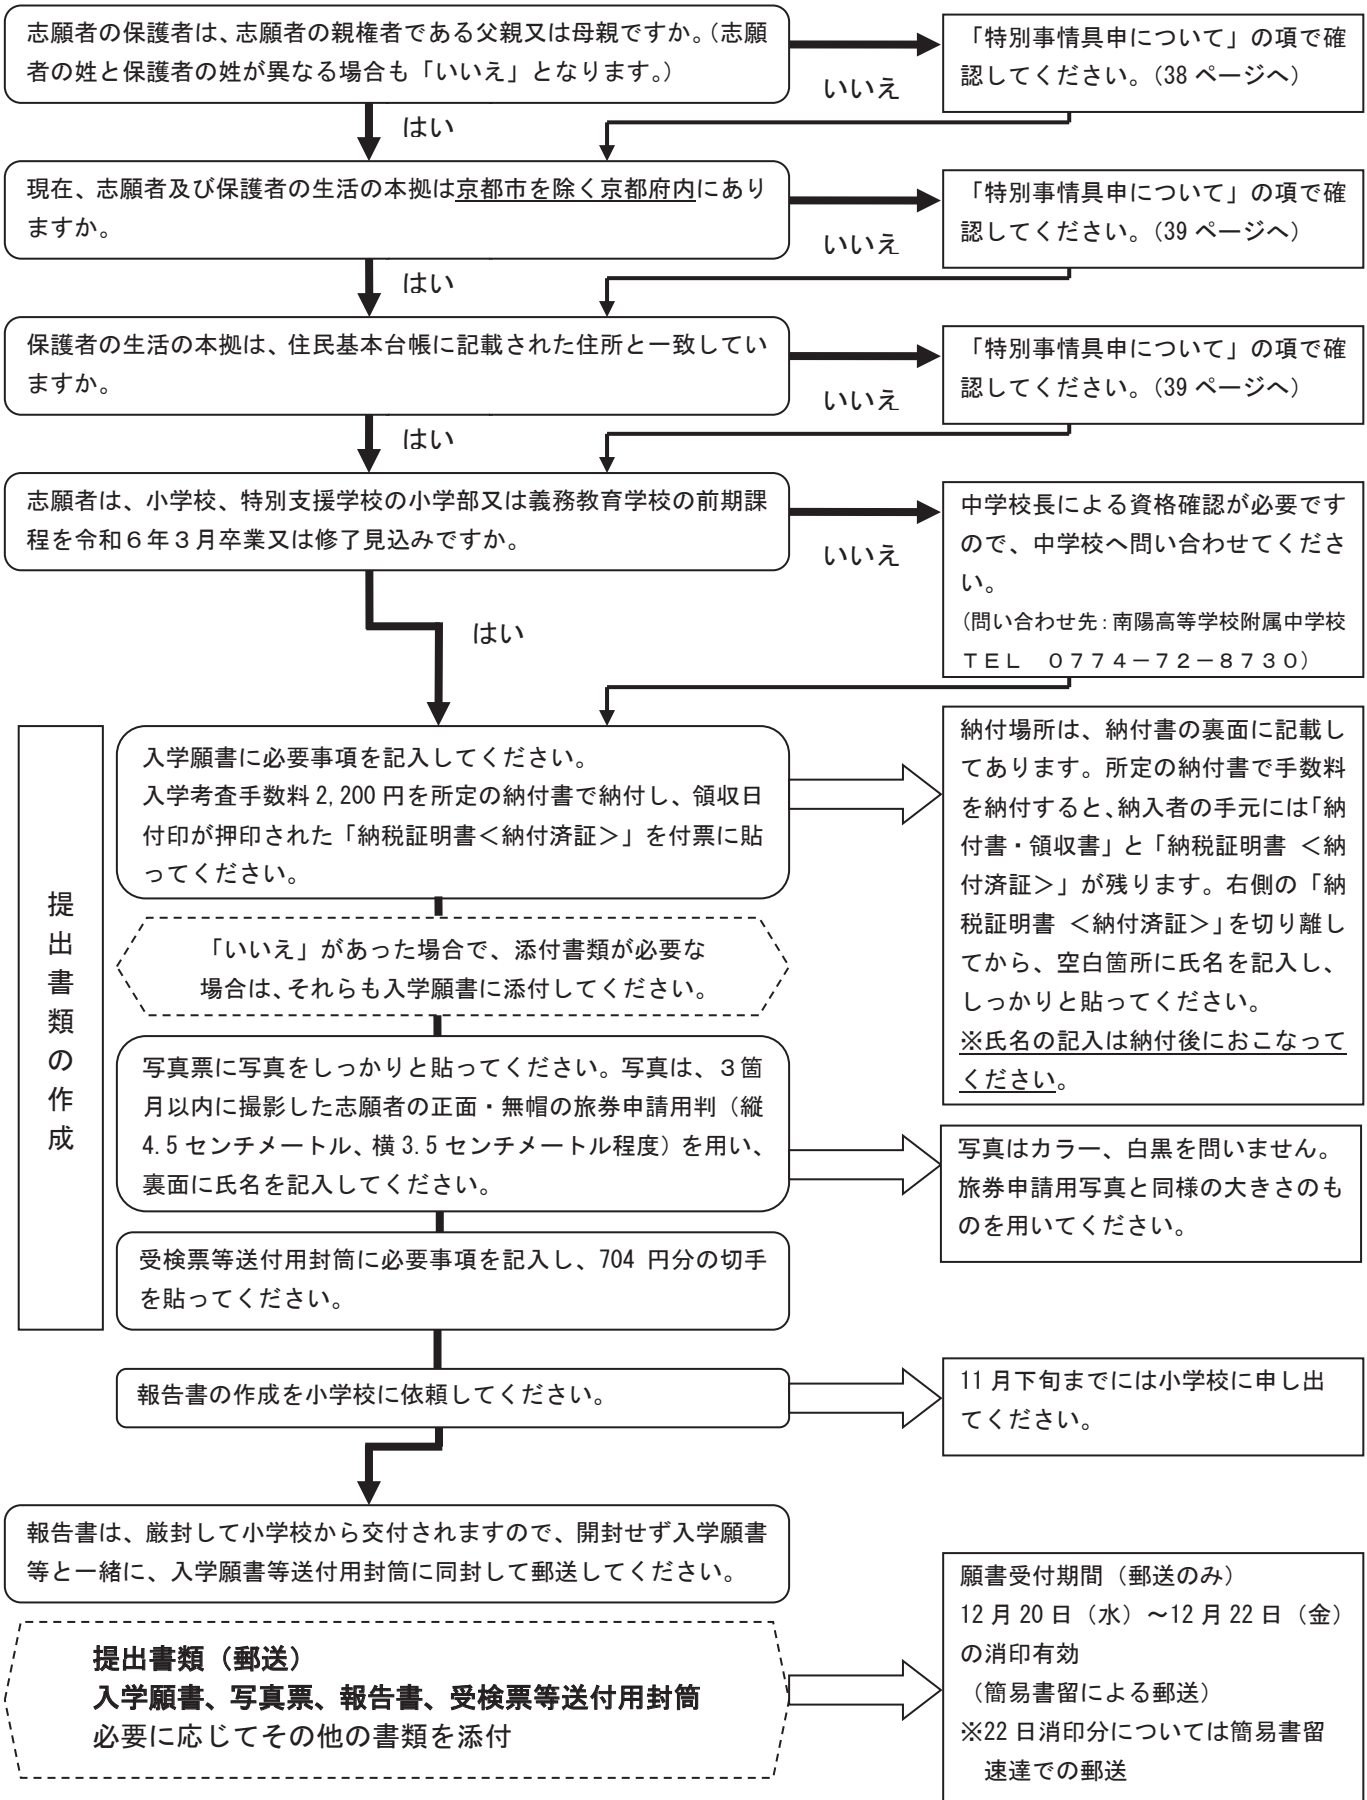 志願者の保護者は、志願者の親権者である父親又は母親ですか。（志願
者の姓と保護者の姓が異なる場合も「いいえ」となります。）
いいえ
「特別事情具申について」の項で確
認してください。（38 ページへ）
はい
現在、志願者及び保護者の生活の本拠は京都市を除く京都府内にあり
ますか。
いいえ
「特別事情具申について」の項で確
認してください。（39 ページへ）
はい
保護者の生活の本拠は、住民基本台帳に記載された住所と一致してい
ますか。
いいえ
「特別事情具申について」の項で確
認してください。（39 ページへ）
はい
志願者は、小学校、特別支援学校の小学部又は義務教育学校の前期課
程を令和６年３月卒業又は修了見込みですか。
いいえ
中学校長による資格確認が必要です
ので、中学校へ問い合わせてくださ
い。
（問い合わせ先：南陽高等学校附属中学校
ＴＥＬ　０７７４－７２－８７３０）
はい
提出書類の作成
入学願書に必要事項を記入してください。
入学考査手数料 2,200 円を所定の納付書で納付し、領収日
付印が押印された「納税証明書＜納付済証＞」を付票に貼
ってください。
納付場所は、納付書の裏面に記載し
てあります。所定の納付書で手数料
を納付すると、納入者の手元には「納
付書・領収書」と「納税証明書 ＜納
付済証＞」が残ります。右側の「納
税証明書 ＜納付済証＞」を切り離し
てから、空白箇所に氏名を記入し、
しっかりと貼ってください。
※氏名の記入は納付後におこなって
ください。
「いいえ」があった場合で、添付書類が必要な
場合は、それらも入学願書に添付してください。
写真票に写真をしっかりと貼ってください。写真は、３箇
月以内に撮影した志願者の正面・無帽の旅券申請用判（縦
4.5 センチメートル、横 3.5 センチメートル程度）を用い、
裏面に氏名を記入してください。
写真はカラー、白黒を問いません。
旅券申請用写真と同様の大きさのも
のを用いてください。
受検票等送付用封筒に必要事項を記入し、704 円分の切手
を貼ってください。
報告書の作成を小学校に依頼してください。
11 月下旬までには小学校に申し出
てください。
報告書は、厳封して小学校から交付されますので、開封せず入学願書
等と一緒に、入学願書等送付用封筒に同封して郵送してください。
提出書類（郵送）
入学願書、写真票、報告書、受検票等送付用封筒
必要に応じてその他の書類を添付
願書受付期間（郵送のみ）
12 月 20 日（水）～12 月 22 日（金）
の消印有効
（簡易書留による郵送）
※22 日消印分については簡易書留
速達での郵送